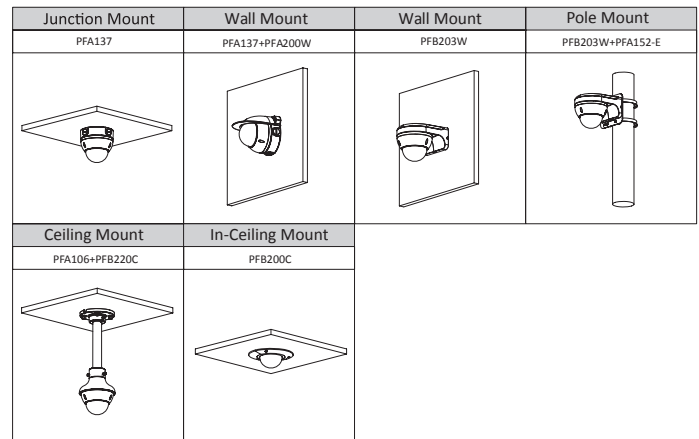 Junction Mount
Wall Mount
Wall Mount
Pole Mount
PFA137
PFA137+PFA200W
PFB203W
PFB203W+PFA152-E
Ceiling Mount
In-Ceiling Mount
PFA106+PFB220C
PFB200C